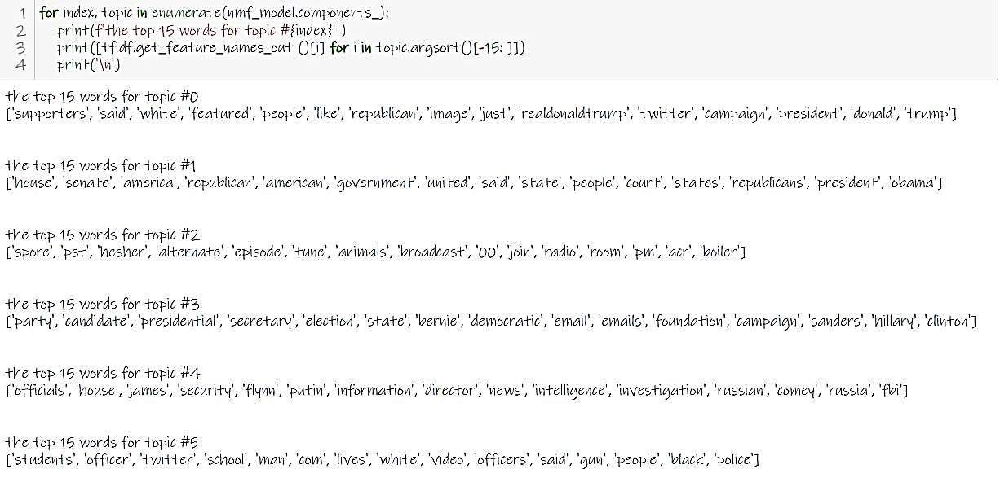 1 for index, topic in enumerate(nmf_model.components_):
2 print(f'the top 15 words for topic #{index}' )
3 print([tfidf.get_feature_names_out ()[i] for i in topic.argsort()[-15: ]])
4 print('\n')
the top 15 words for topic #0
['supporters', 'said', 'white', 'featured', 'people', 'like', 'republican', 'image', 'just', 'realdonaldtrump', 'twitter', 'campaign', 'president', 'donald', 'trump']
the top 15 words for topic #1
['house', 'senate', 'america', 'republican', 'american', 'government', 'united', 'said', 'state', 'people', 'court', 'states', 'republicans', 'president', 'obama']
the top 15 words for topic #2
['spore', 'pst', 'hesher', 'alternate', 'episode', 'tune', 'animals', 'broadcast', '00', 'join', 'radio', 'room', 'pm', 'acr', 'boiler']
the top 15 words for topic #3
['party', 'candidate', 'presidential', 'secretary', 'election', 'state', 'bernie', 'democratic', 'email', 'emails', 'foundation', 'campaign', 'sanders', 'hillary', 'clinton']
the top 15 words for topic #4
['officials', 'house', 'james', 'security', 'flynn', 'putin', 'information', 'director', 'news', 'intelligence', 'investigation', 'russian', 'comey', 'russia', 'fbi']
the top 15 words for topic #5
['students', 'officer', 'twitter', 'school', 'man', 'com', 'lives', 'white', 'video', 'officers', 'said', 'gun', 'people', 'black', 'police']